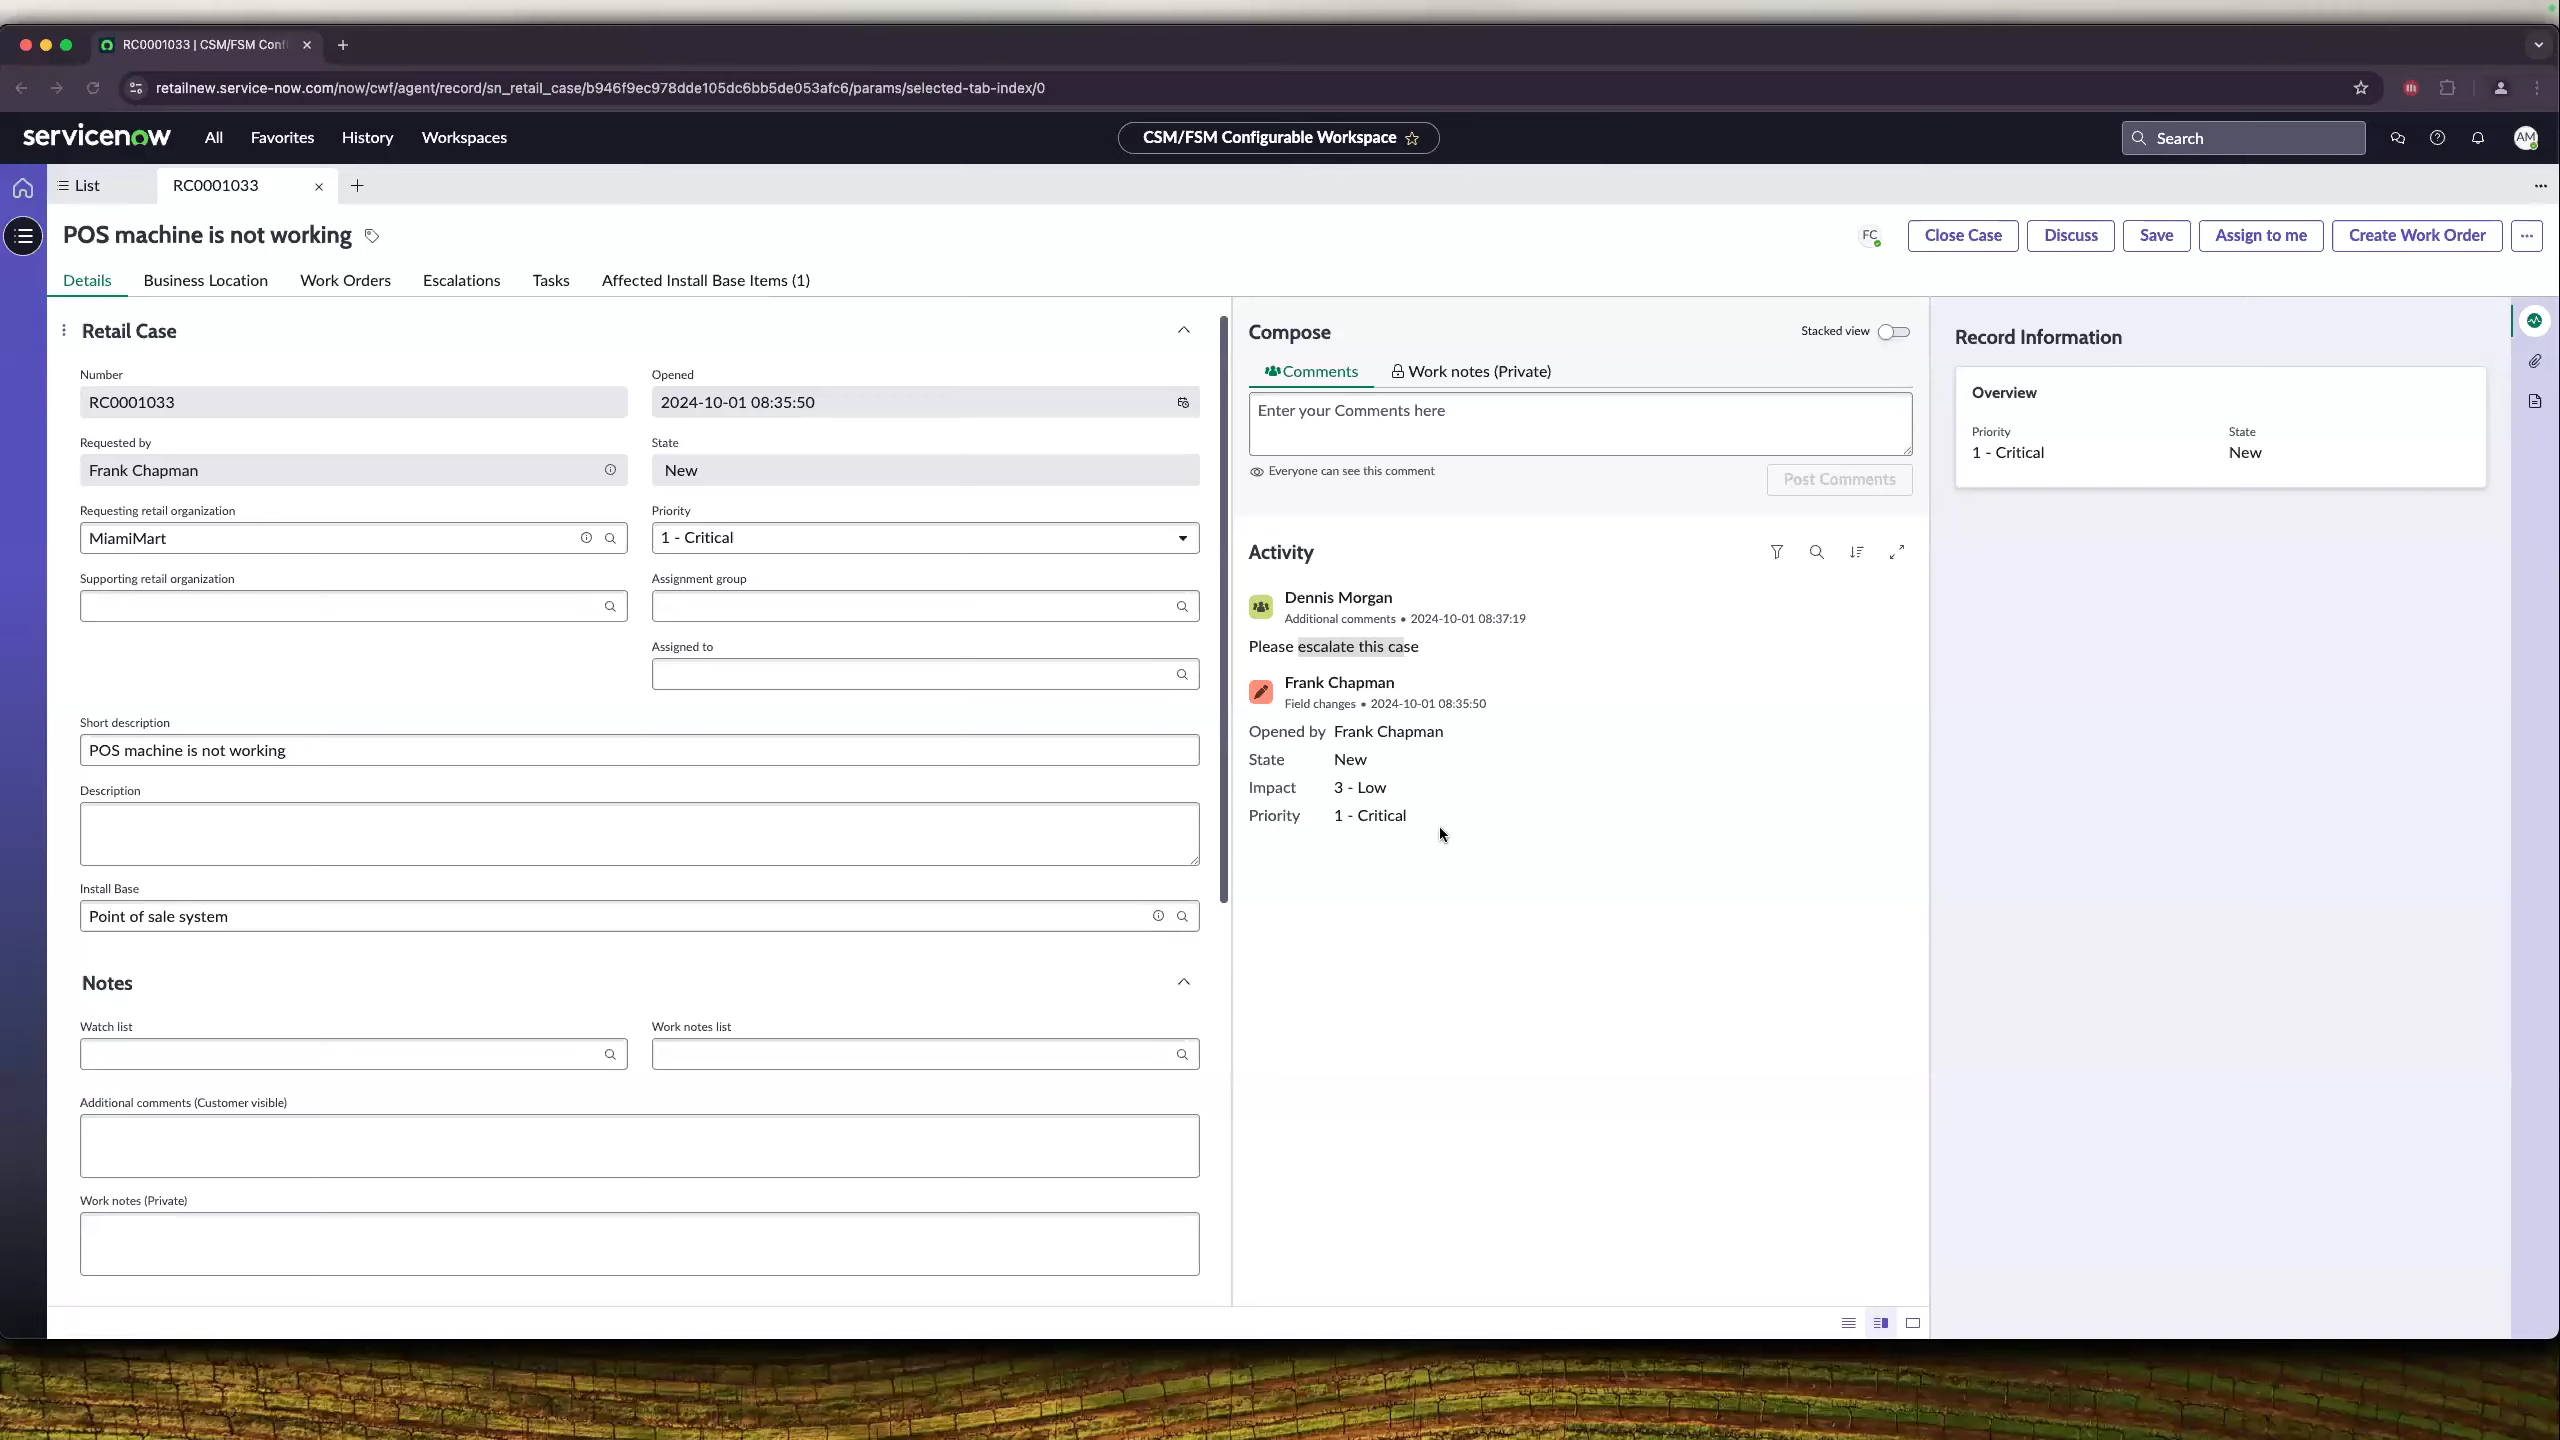 RC0001033 | CSM/FSM Conf
retailnew.service-now.com/now/cwf/agent/record/sn_retail_case/b946f9ec978dde105dc6bb5de053afc6/params/selected-tab-index/0
servicenow All Favorites History Workspaces CSM/FSM Configurable Workspace Search AM
List RC0001033
POS machine is not working FC Close Case Discuss Save Assign to me Create Work Order
Details Business Location Work Orders Escalations Tasks Affected Install Base Items (1)
Retail Case
Number
RC0001033
Opened
2024-10-01 08:35:50
Requested by
Frank Chapman
State
New
Requesting retail organization
MiamiMart
Priority
1 - Critical
Supporting retail organization
Assignment group
Assigned to
Short description
POS machine is not working
Description
Install Base
Point of sale system
Notes
Watch list
Work notes list
Additional comments (Customer visible)
Work notes (Private)
Compose
Stacked view
Comments Work notes (Private)
Enter your Comments here
Everyone can see this comment
Post Comments
Activity
Dennis Morgan
Additional comments • 2024-10-01 08:37:19
Please escalate this case
Frank Chapman
Field changes • 2024-10-01 08:35:50
Opened by Frank Chapman
State New
Impact 3 - Low
Priority 1 - Critical
Record Information
Overview
Priority
1 - Critical
State
New